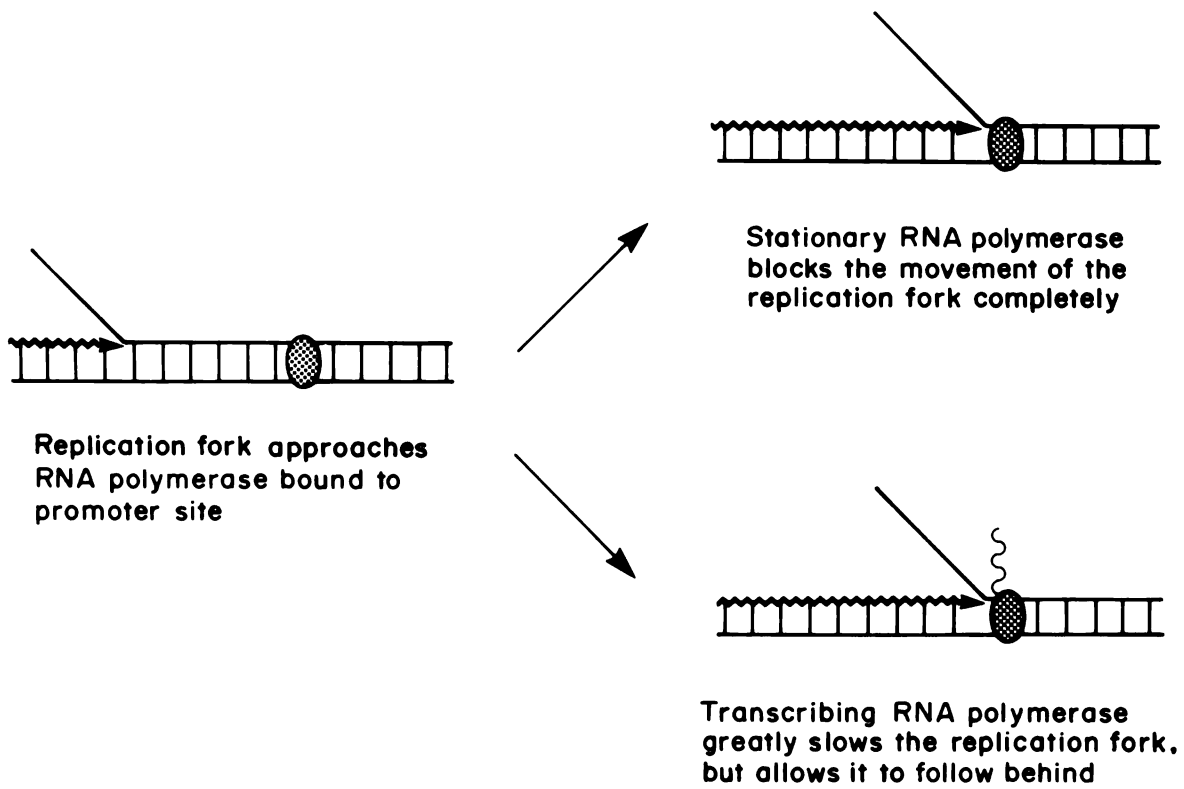 Stationary RNA polymerase
blocks the movement of the
replication fork completely
Replication fork approaches
RNA polymerase bound to
promoter site
Transcribing RNA polymerase
greatly slows the replication fork,
but allows it to follow behind